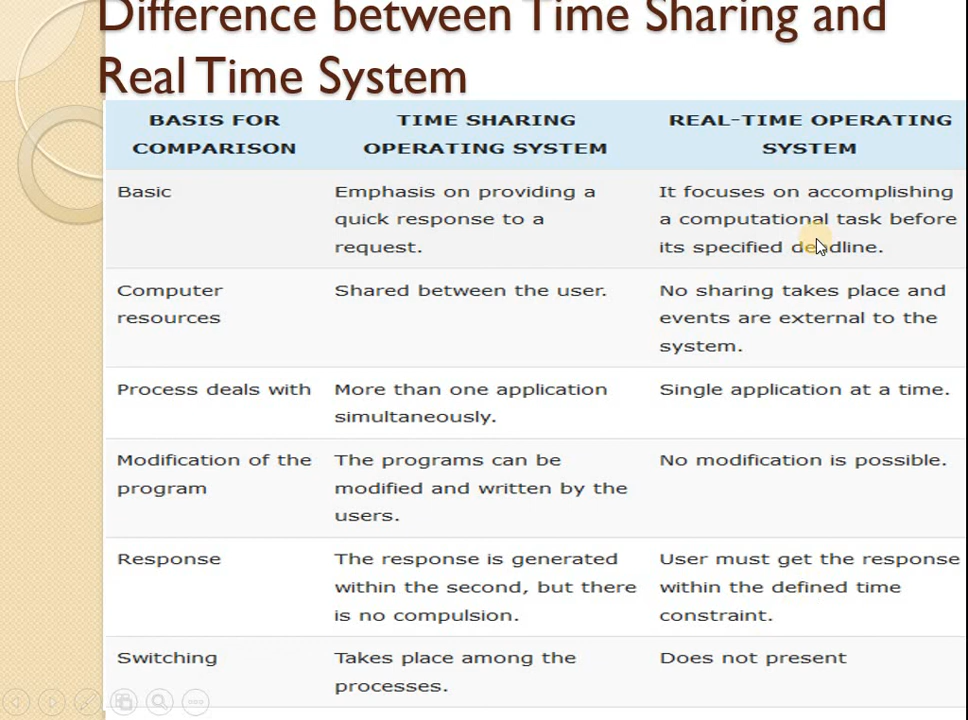 Difference between Time Sharing and
Real Time System
BASIS FOR
COMPARISON
TIME SHARING
OPERATING SYSTEM
REAL-TIME OPERATING
SYSTEM
Basic
Emphasis on providing a
quick response to a
request.
It focuses on accomplishing
a computational task before
its specified deadline.
Computer
resources
Shared between the user.
No sharing takes place and
events are external to the
system.
Process deals with
More than one application
simultaneously.
Single application at a time.
Modification of the
program
The programs can be
modified and written by the
users.
No modification is possible.
Response
The response is generated
within the second, but there
is no compulsion.
User must get the response
within the defined time
constraint.
Switching
Takes place among the
processes.
Does not present